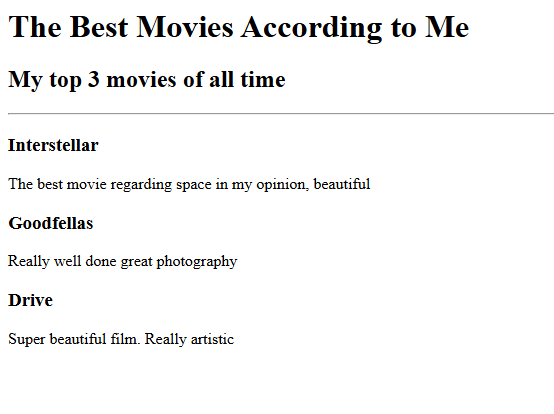 The Best Movies According to Me
My top 3 movies of all time
Interstellar
The best movie regarding space in my opinion, beautiful
Goodfellas
Really well done great photography
Drive
Super beautiful film. Really artistic